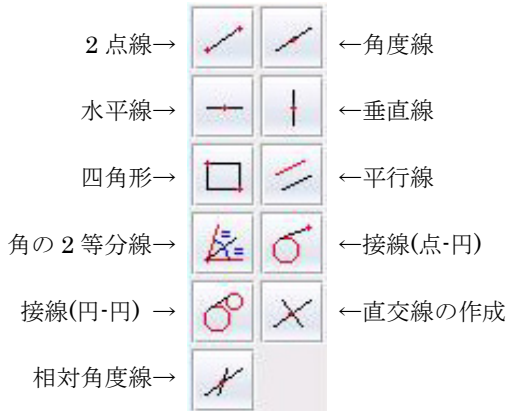 2 点線→ ←角度線
水平線→ ←垂直線
四角形→ ←平行線
角の 2 等分線→ ←接線(点-円)
接線(円-円) → ←直交線の作成
相対角度線→